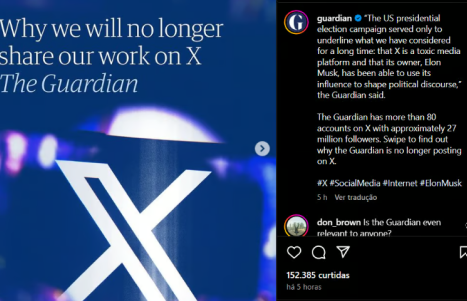 Why we will no longer
share our work on X
The Guardian
guardian "The US presidential
election campaign served only to
underline what we have considered
for a long time: that X is a toxic media
platform and that its owner, Elon
Musk, has been able to use its
influence to shape political discourse,"
the Guardian said.
The Guardian has more than 80
accounts on X with approximately 27
million followers. Swipe to find out
why the Guardian is no longer posting
on X.
#X #SocialMedia #Internet #ElonMusk
5 h Ver tradução
don_brown Is the Guardian even
relevant to anyone?
152.385 curtidas
há 5 horas